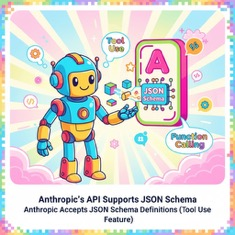 Tool
Use
A
JSON
Schema
Function
Calling
Anthropic's API Supports JSON Schema
Anthropic Accepts JSON Schema Definitions (Tool Use
Feature)